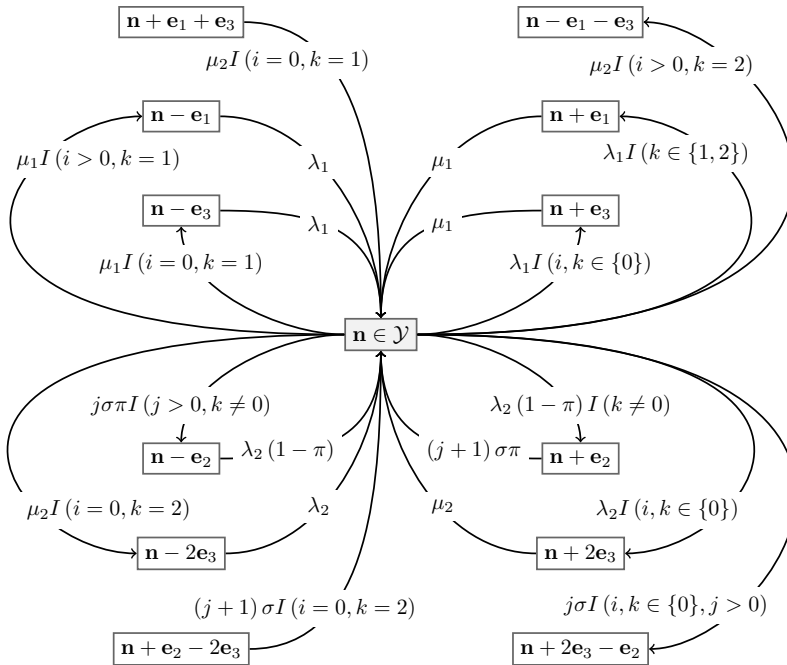 n + e₁ + e₃
n − e₁ − e₃
μ₂I (i = 0, k = 1)
μ₂I (i > 0, k = 2)
n − e₁
n + e₁
μ₁I (i > 0, k = 1)
λ₁
μ₁
λ₁I (k ∈ {1, 2})
n − e₃
λ₁
μ₁
n + e₃
μ₁I (i = 0, k = 1)
λ₁I (i, k ∈ {0})
n ∈ 𝒴
jσπI (j > 0, k ≠ 0)
λ₂ (1 − π) I (k ≠ 0)
n − e₂
λ₂ (1 − π)
(j + 1) σπ
n + e₂
μ₂I (i = 0, k = 2)
λ₂
μ₂
λ₂I (i, k ∈ {0})
n − 2e₃
n + 2e₃
(j + 1) σI (i = 0, k = 2)
jσI (i, k ∈ {0}, j > 0)
n + e₂ − 2e₃
n + 2e₃ − e₂